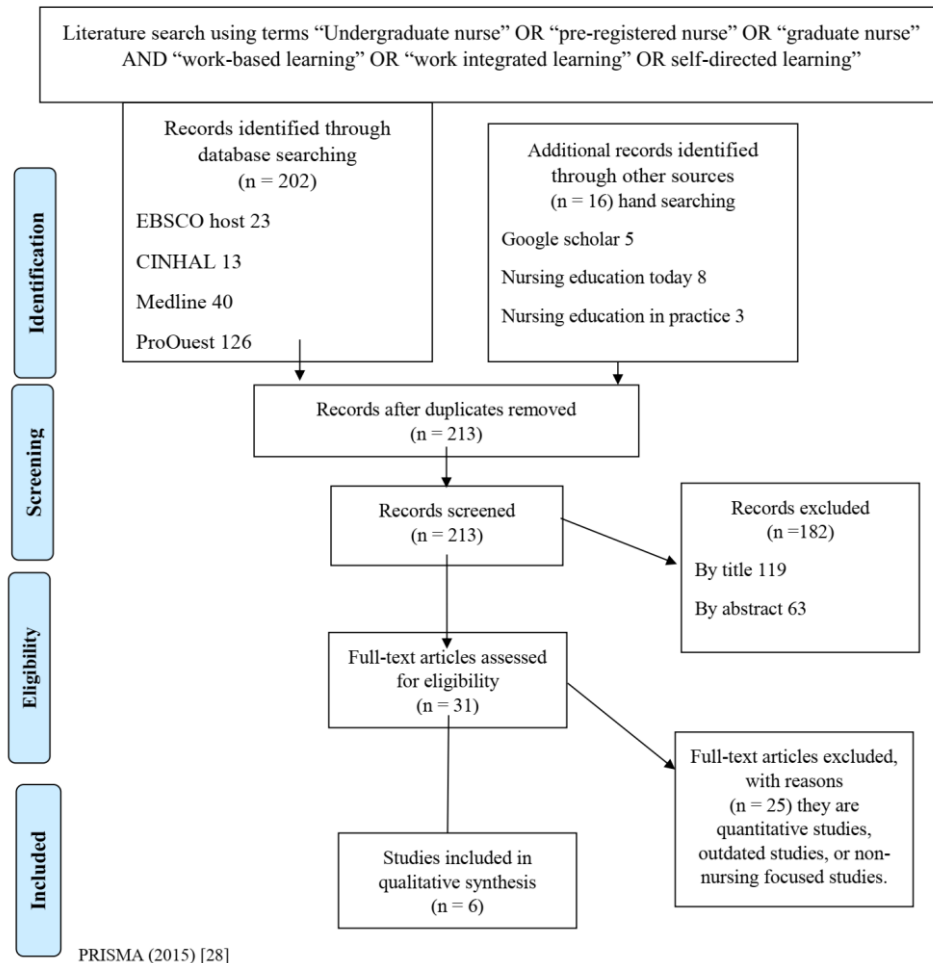 Literature search using terms “Undergraduate nurse” OR “pre-registered nurse” OR “graduate nurse”
AND “work-based learning” OR “work integrated learning” OR self-directed learning”
Records identified through
database searching
(n = 202)
EBSCO host 23
CINHAL 13
Medline 40
ProOuest 126
Additional records identified
through other sources
(n = 16) hand searching
Google scholar 5
Nursing education today 8
Nursing education in practice 3
Identification
Records after duplicates removed
(n = 213)
Screening
Records screened
(n = 213)
Records excluded
(n =182)
By title 119
By abstract 63
Eligibility
Full-text articles assessed
for eligibility
(n = 31)
Full-text articles excluded,
with reasons
(n = 25) they are
quantitative studies,
outdated studies, or non-
nursing focused studies.
Included
Studies included in
qualitative synthesis
(n = 6)
PRISMA (2015) [28]